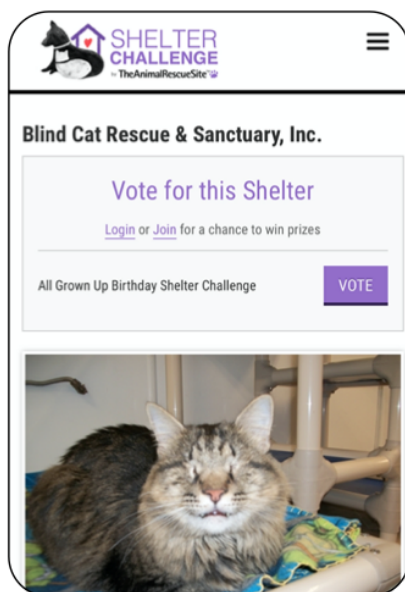 SHELTER
CHALLENGE
by TheAnimalRescueSite
Blind Cat Rescue & Sanctuary, Inc.
Vote for this Shelter
Login or Join for a chance to win prizes
All Grown Up Birthday Shelter Challenge VOTE